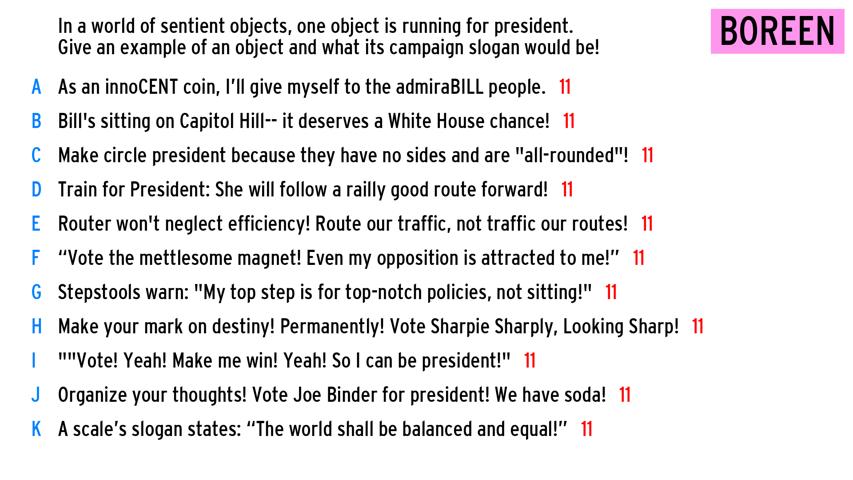 In a world of sentient objects, one object is running for president.
Give an example of an object and what its campaign slogan would be!
BOREEN
A As an innoCENT coin, I'll give myself to the admiraBILL people. 11
B Bill's sitting on Capitol Hill-- it deserves a White House chance! 11
C Make circle president because they have no sides and are "all-rounded"! 11
D Train for President: She will follow a railly good route forward! 11
E Router won't neglect efficiency! Route our traffic, not traffic our routes! 11
F “Vote the mettlesome magnet! Even my opposition is attracted to me!” 11
G Stepstools warn: "My top step is for top-notch policies, not sitting!" 11
H Make your mark on destiny! Permanently! Vote Sharpie Sharply, Looking Sharp! 11
I ""Vote! Yeah! Make me win! Yeah! So I can be president!" 11
J Organize your thoughts! Vote Joe Binder for president! We have soda! 11
K A scale’s slogan states: “The world shall be balanced and equal!” 11